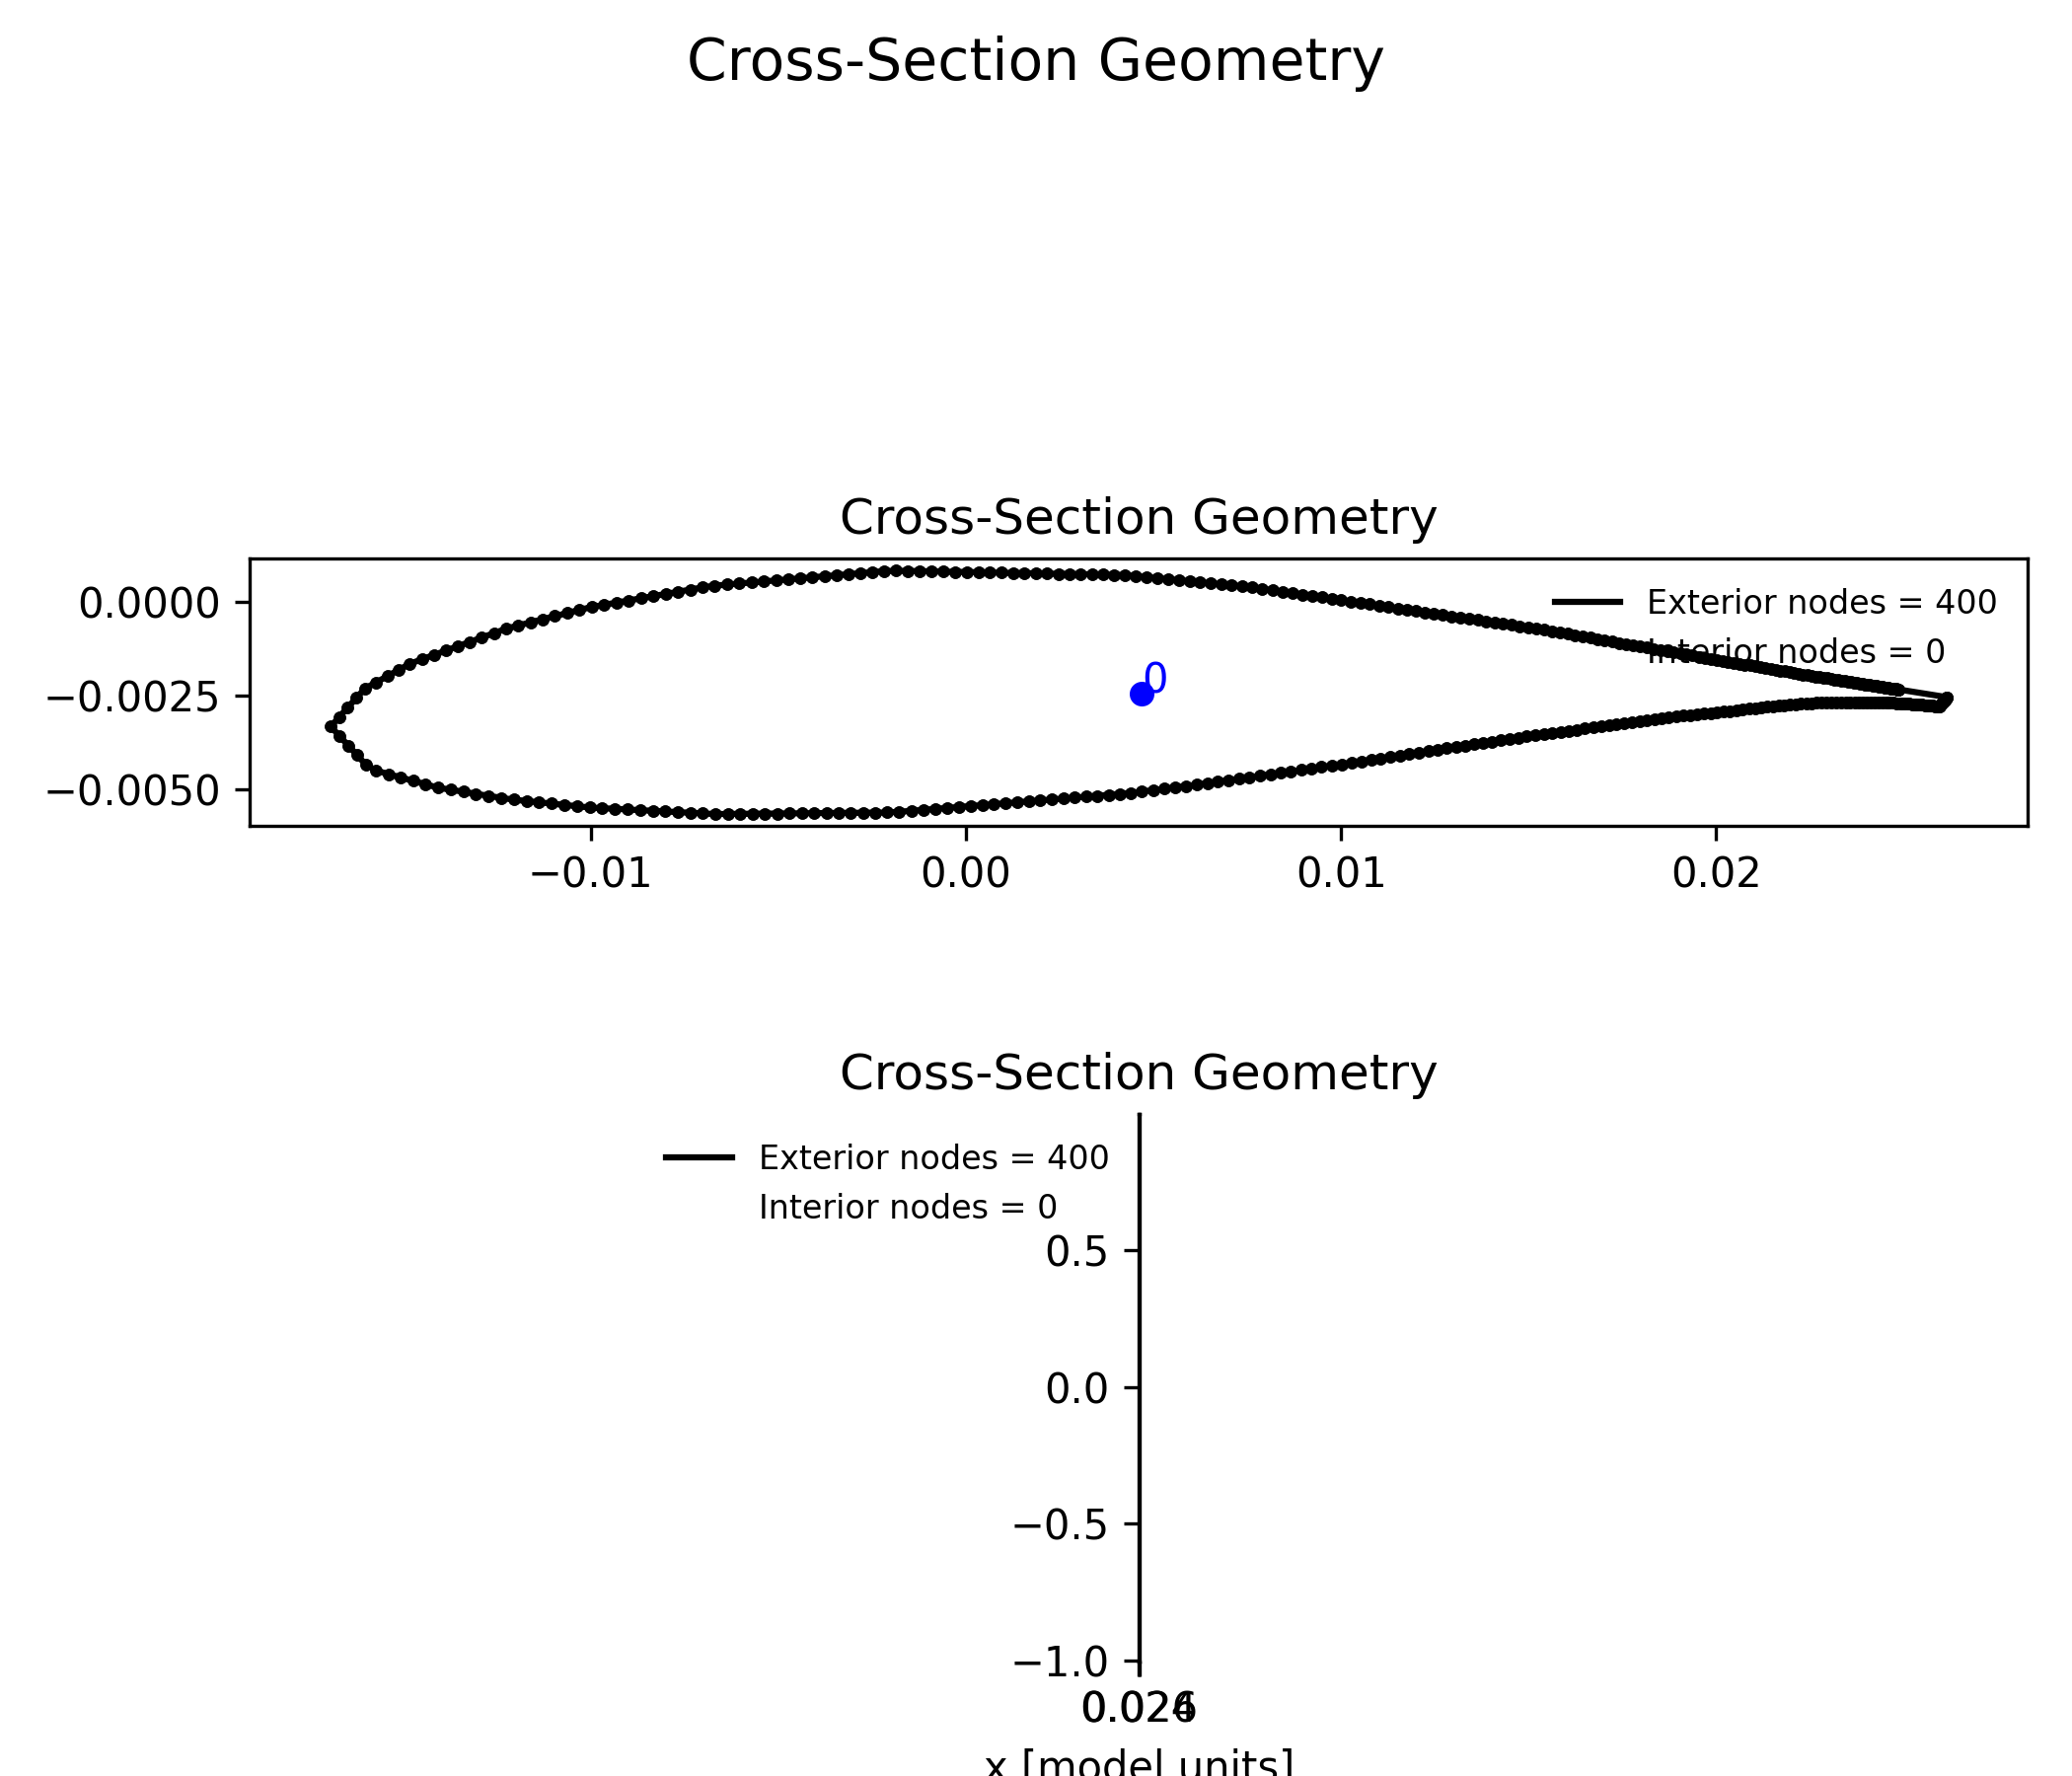 Cross-Section Geometry
Cross-Section Geometry
0.0000
−0.0025
−0.0050
Exterior nodes = 400
Interior nodes = 0
0
−0.01 0.00 0.01 0.02
Cross-Section Geometry
Exterior nodes = 400
Interior nodes = 0
0.5
0.0
−0.5
−1.0
x [model units]